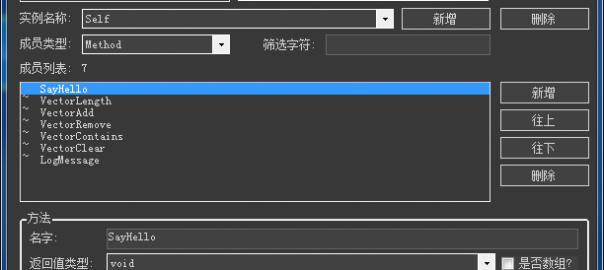 实例名称: Self 新增 删除
成员类型: Method 筛选字符:
成员列表: 7
SayHello
~ VectorLength
~ VectorAdd
~ VectorRemove
~ VectorContains
~ VectorClear
~ LogMessage
新增
往上
往下
删除
方法
名字: SayHello
返回值类型: void 是否数组?